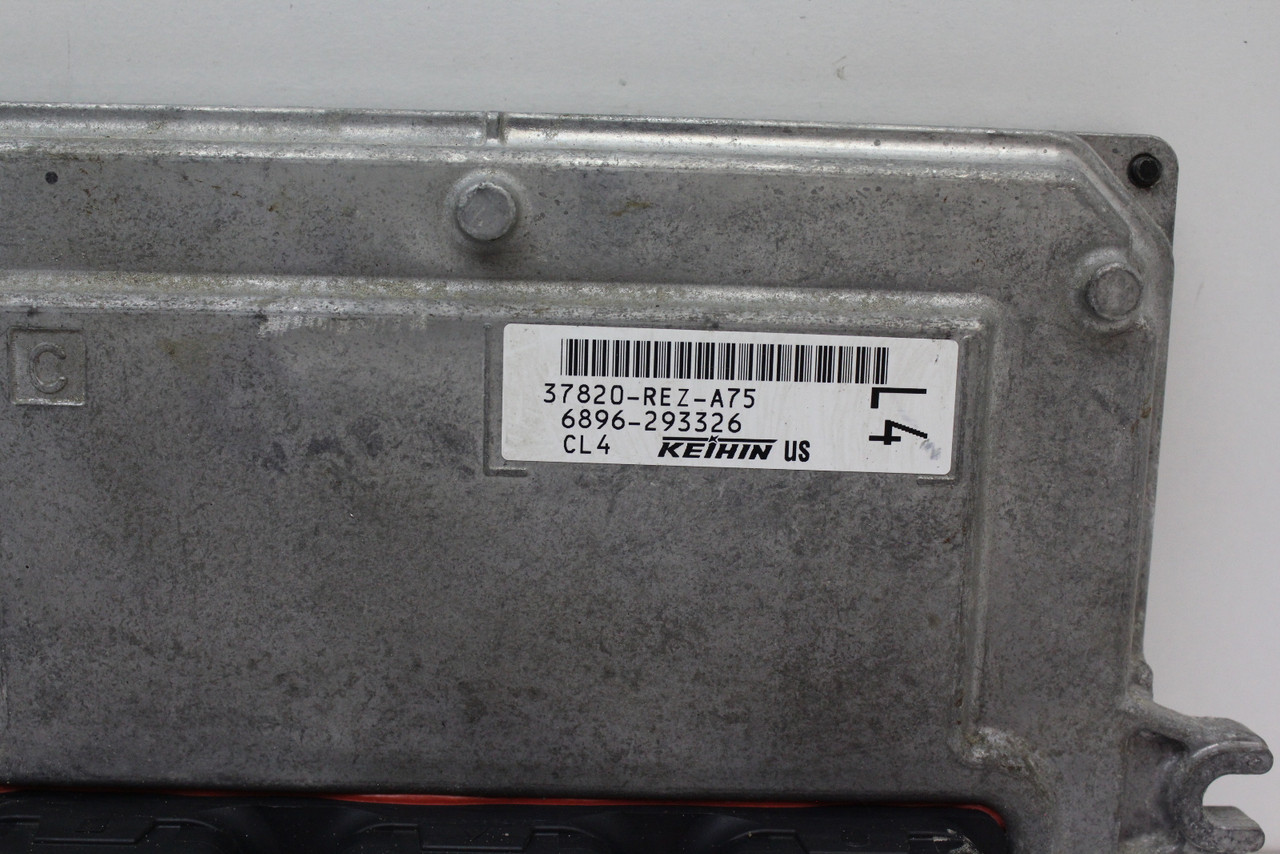 C
37820-REZ-A75
6896-293326
CL4 KEIHIN US
L4